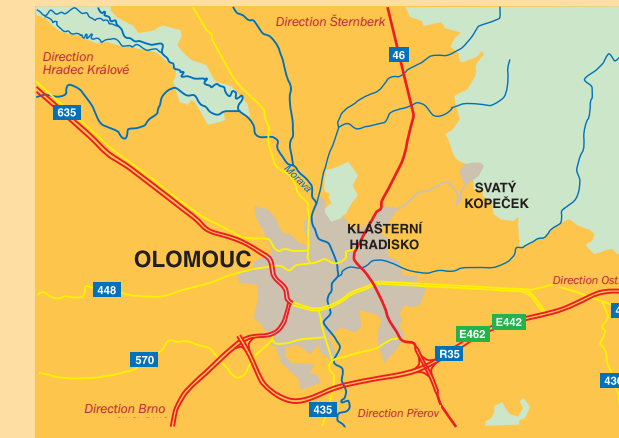 Direction Šternberk
46
Direction
Hradec Králové
635
Morava
SVATÝ
KOPEČEK
KLÁŠTERNÍ
HRADISKO
OLOMOUC
Direction Ost
448
E442
E462
R35
570
Direction Brno
435
Direction Přerov